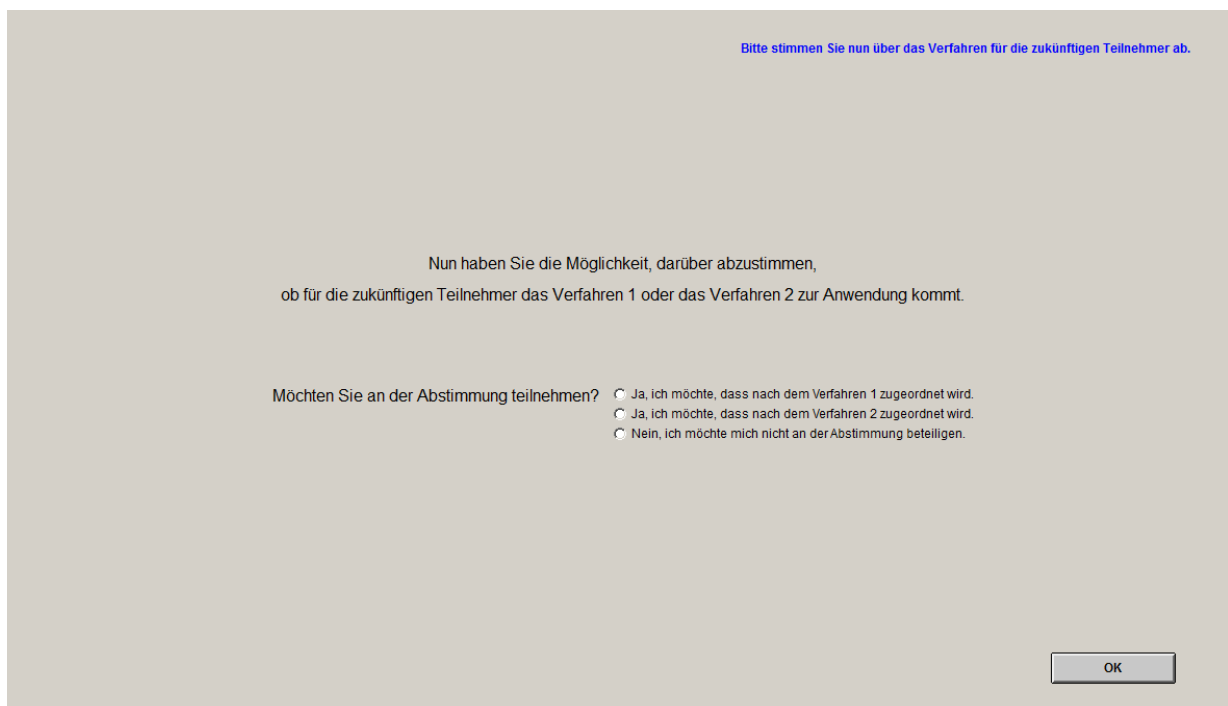 Bitte stimmen Sie nun über das Verfahren für die zukünftigen Teilnehmer ab.
Nun haben Sie die Möglichkeit, darüber abzustimmen,
ob für die zukünftigen Teilnehmer das Verfahren 1 oder das Verfahren 2 zur Anwendung kommt.
Möchten Sie an der Abstimmung teilnehmen? Ja, ich möchte, dass nach dem Verfahren 1 zugeordnet wird.
Ja, ich möchte, dass nach dem Verfahren 2 zugeordnet wird.
Nein, ich möchte mich nicht an der Abstimmung beteiligen.
OK